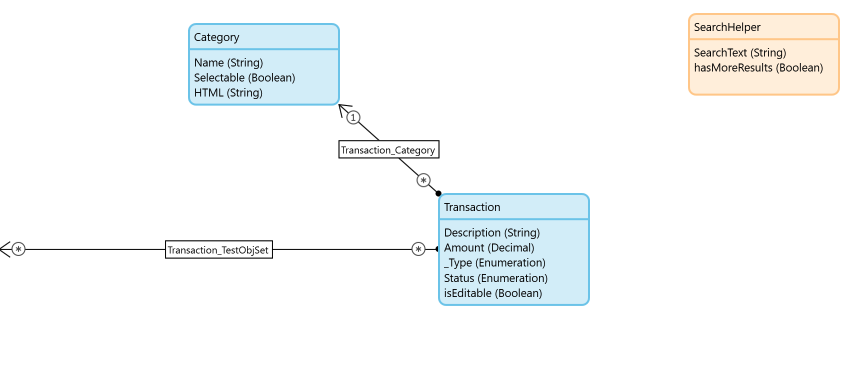 Category
Name (String)
Selectable (Boolean)
HTML (String)
SearchHelper
SearchText (String)
hasMoreResults (Boolean)
1
Transaction_Category
*
Transaction
Description (String)
Amount (Decimal)
_Type (Enumeration)
Status (Enumeration)
isEditable (Boolean)
*
Transaction_TestObjSet
*